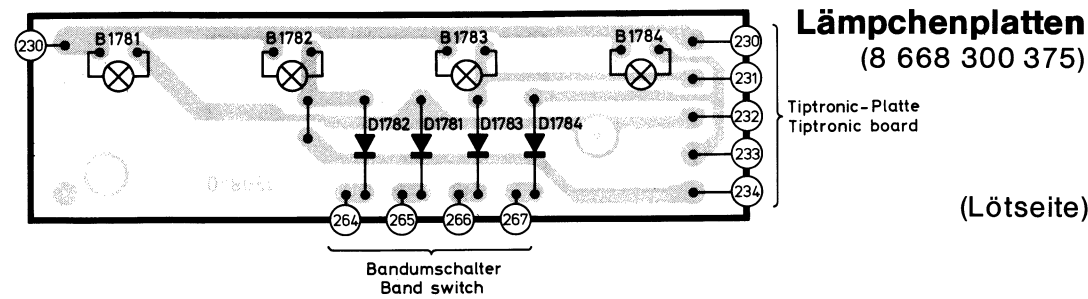 Lämpchenplatten
(8 668 300 375)
B1781 B1782 B1783 B1784
230 230
231
Tiptronic-Platte
232
Tiptronic board
D1782 D1781 D1783 D1784
233
234
(Lötseite)
264 265 266 267
Bandumschalter
Band switch